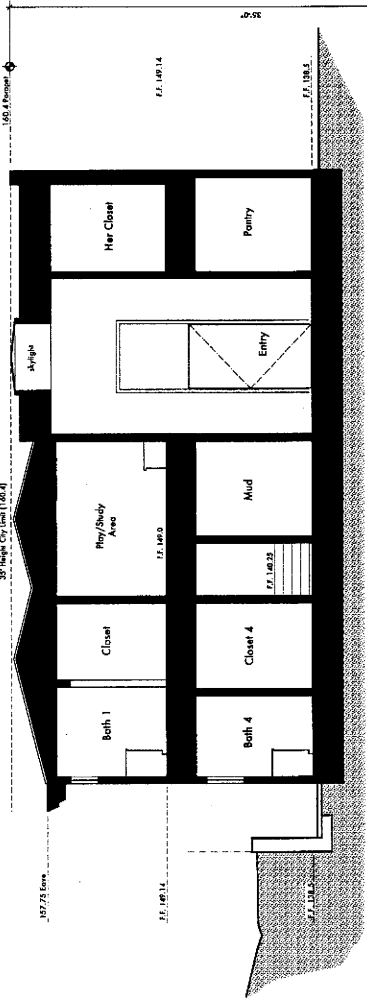 35' Height City Limit (160.4)
160.4 Parapet
35'-0"
157.75 Eave
skylight
F.F. 149.14
F.F. 149.14
Bath 1
Closet
Play/Study
Area
F.F. 149.0
Her Closet
Bath 4
Closet 4
F.F. 140.25
Mud
Entry
Pantry
F.F. 138.5
F.F. 138.5